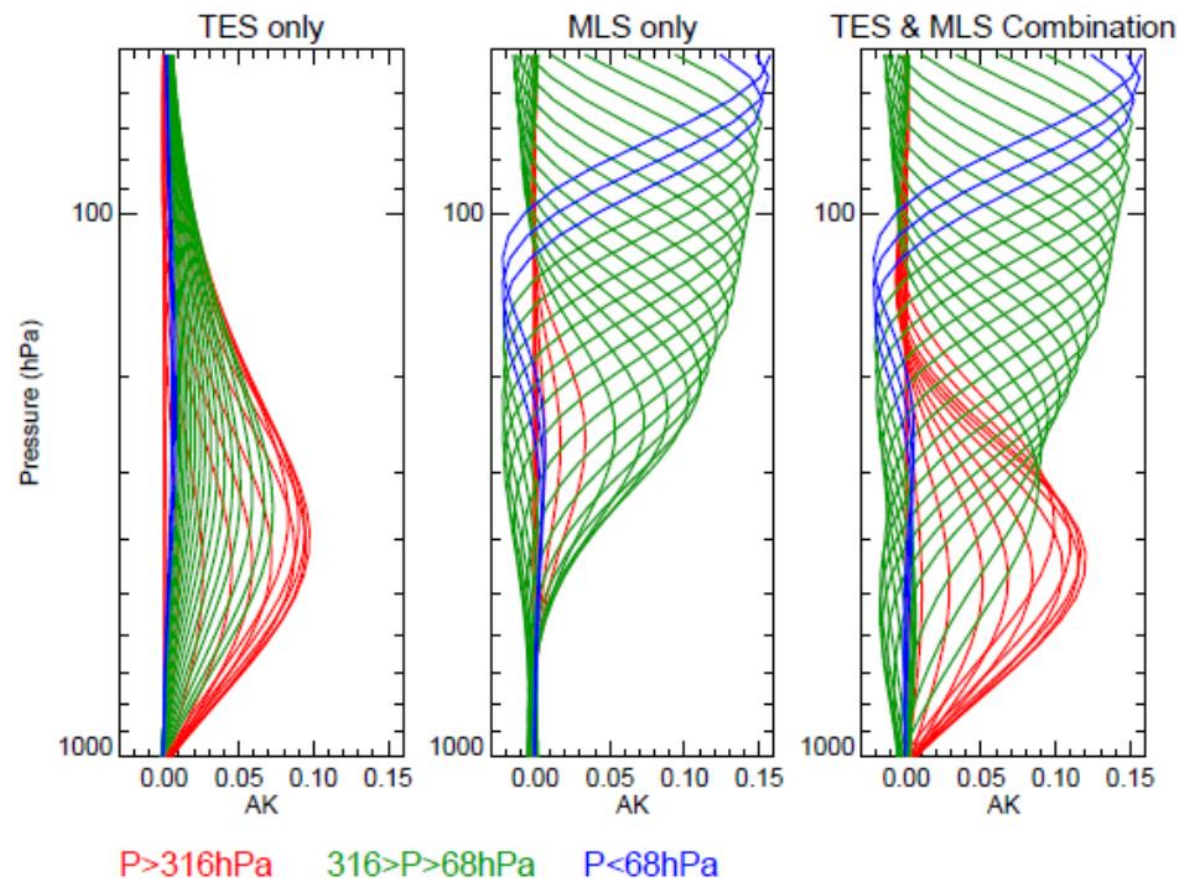 TES only
MLS only
TES & MLS Combination
Pressure (hPa)
100
1000
0.00 0.05 0.10 0.15
AK
100
1000
0.00 0.05 0.10 0.15
AK
100
1000
0.00 0.05 0.10 0.15
AK
P>316hPa 316>P>68hPa P<68hPa